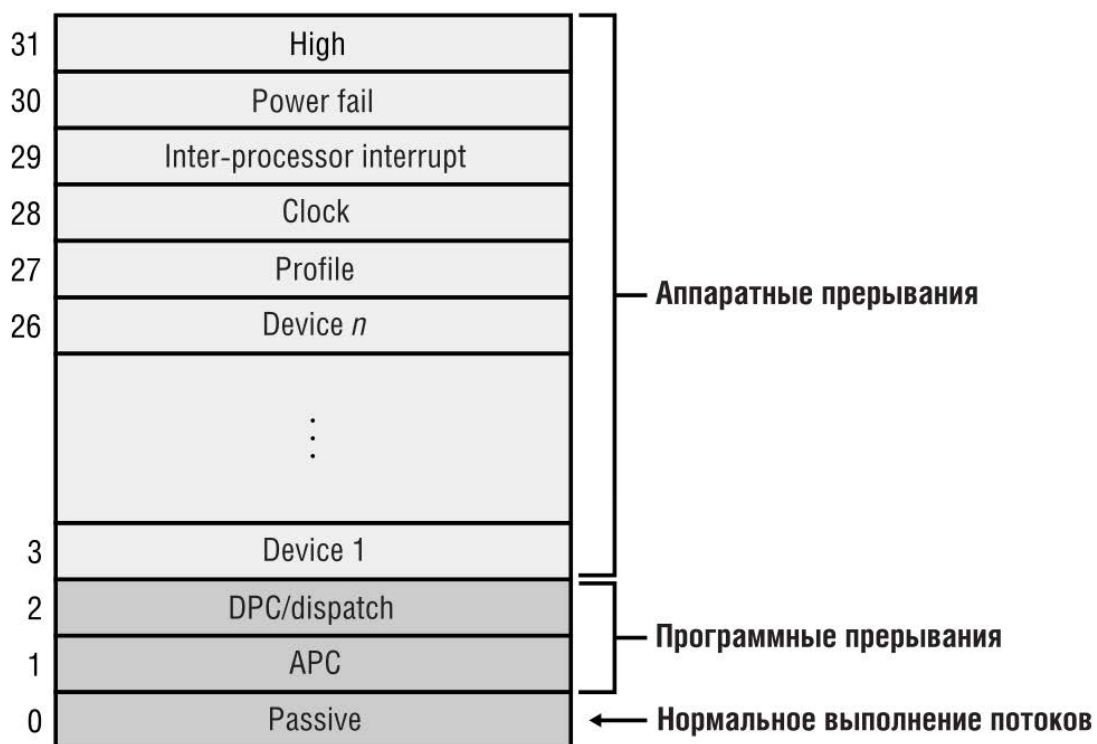 31 High
30 Power fail
29 Inter-processor interrupt
28 Clock
27 Profile
Аппаратные прерывания
26 Device n
⋮
3 Device 1
2 DPC/dispatch
Программные прерывания
1 APC
0 Passive
Нормальное выполнение потоков